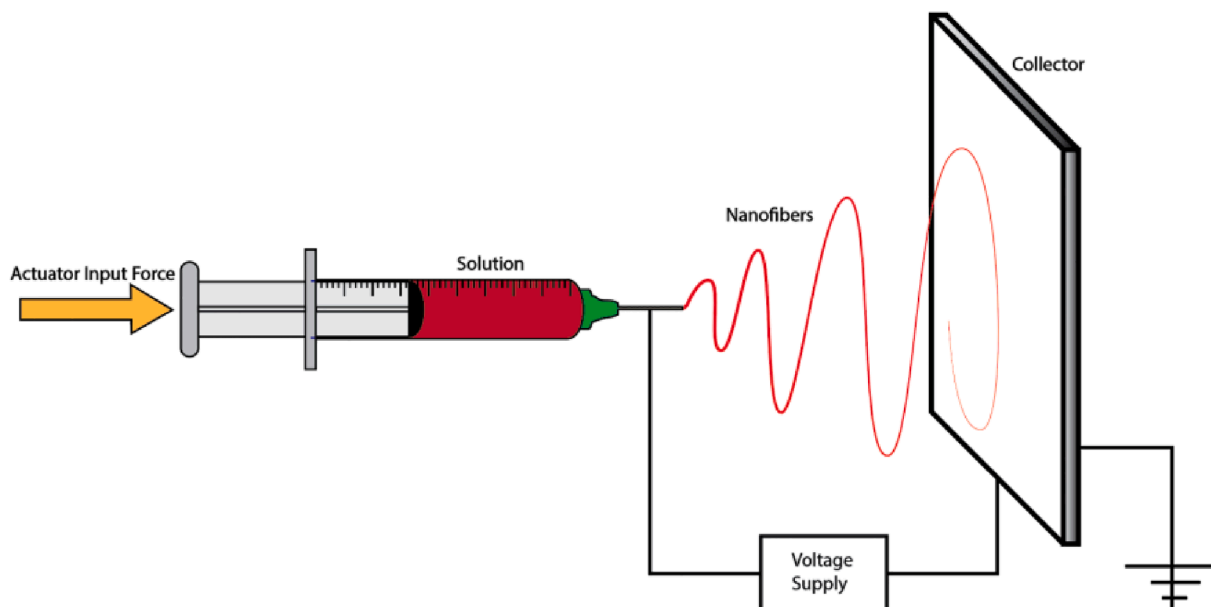 Collector
Nanofibers
Solution
Actuator Input Force
Voltage
Supply